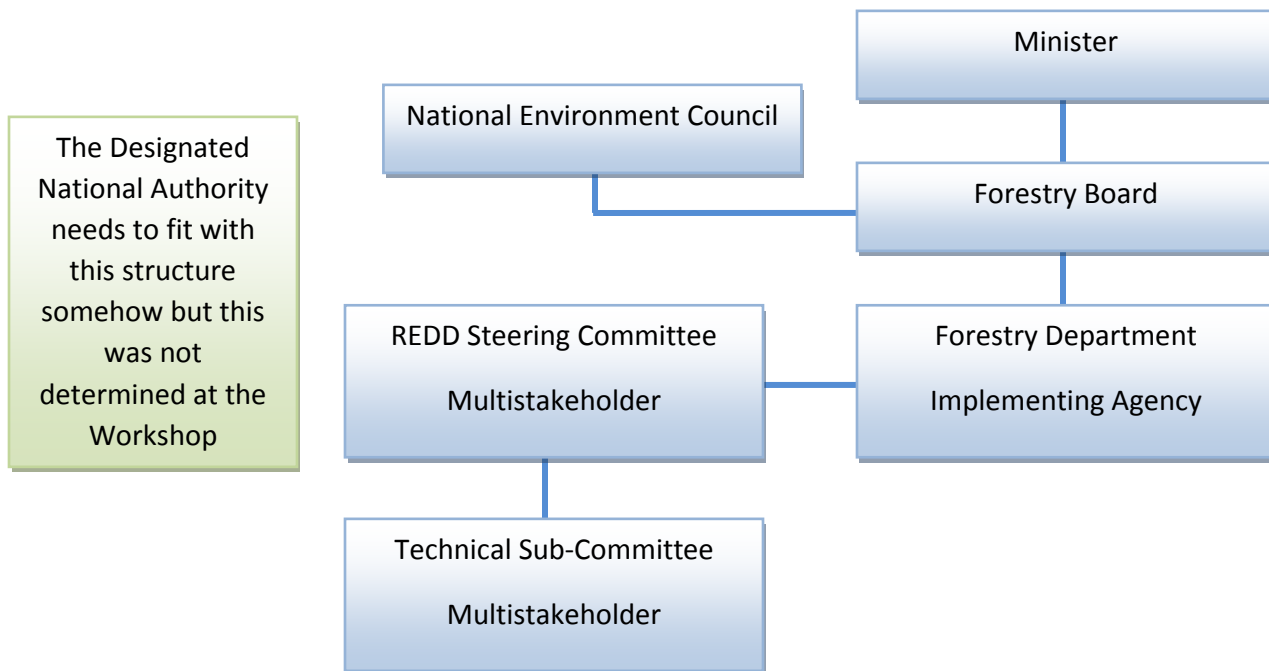 The Designated
National Authority
needs to fit with
this structure
somehow but this
was not
determined at the
Workshop
Minister
National Environment Council
Forestry Board
REDD Steering Committee
Multistakeholder
Forestry Department
Implementing Agency
Technical Sub-Committee
Multistakeholder